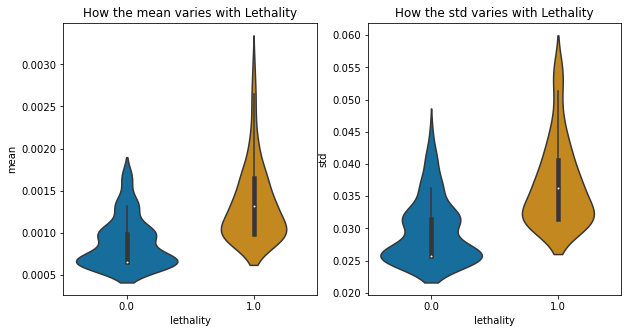 How the mean varies with Lethality
mean
0.0030
0.0025
0.0020
0.0015
0.0010
0.0005
0.0 1.0
lethality
How the std varies with Lethality
std
0.060
0.055
0.050
0.045
0.040
0.035
0.030
0.025
0.020
0.0 1.0
lethality